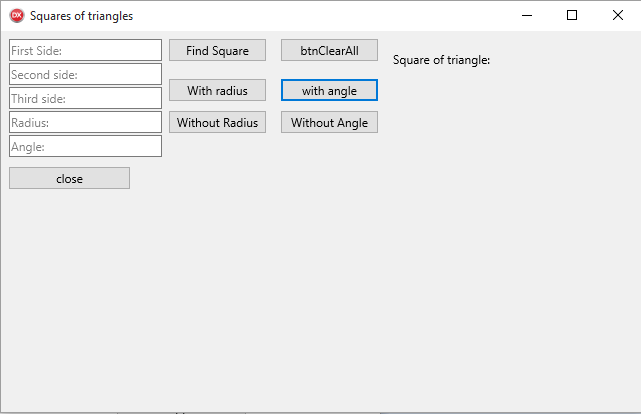 DX Squares of triangles
First Side: Find Square btnClearAll
Square of triangle:
Second side:
Third side: With radius with angle
Radius: Without Radius Without Angle
Angle:
close